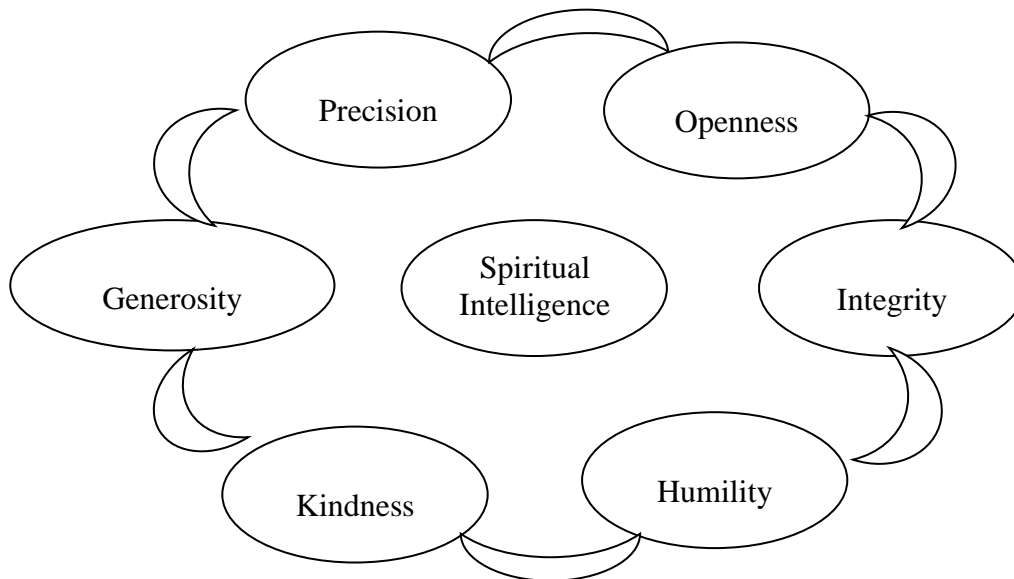 Precision
Openness
Spiritual
Intelligence
Generosity
Integrity
Kindness
Humility